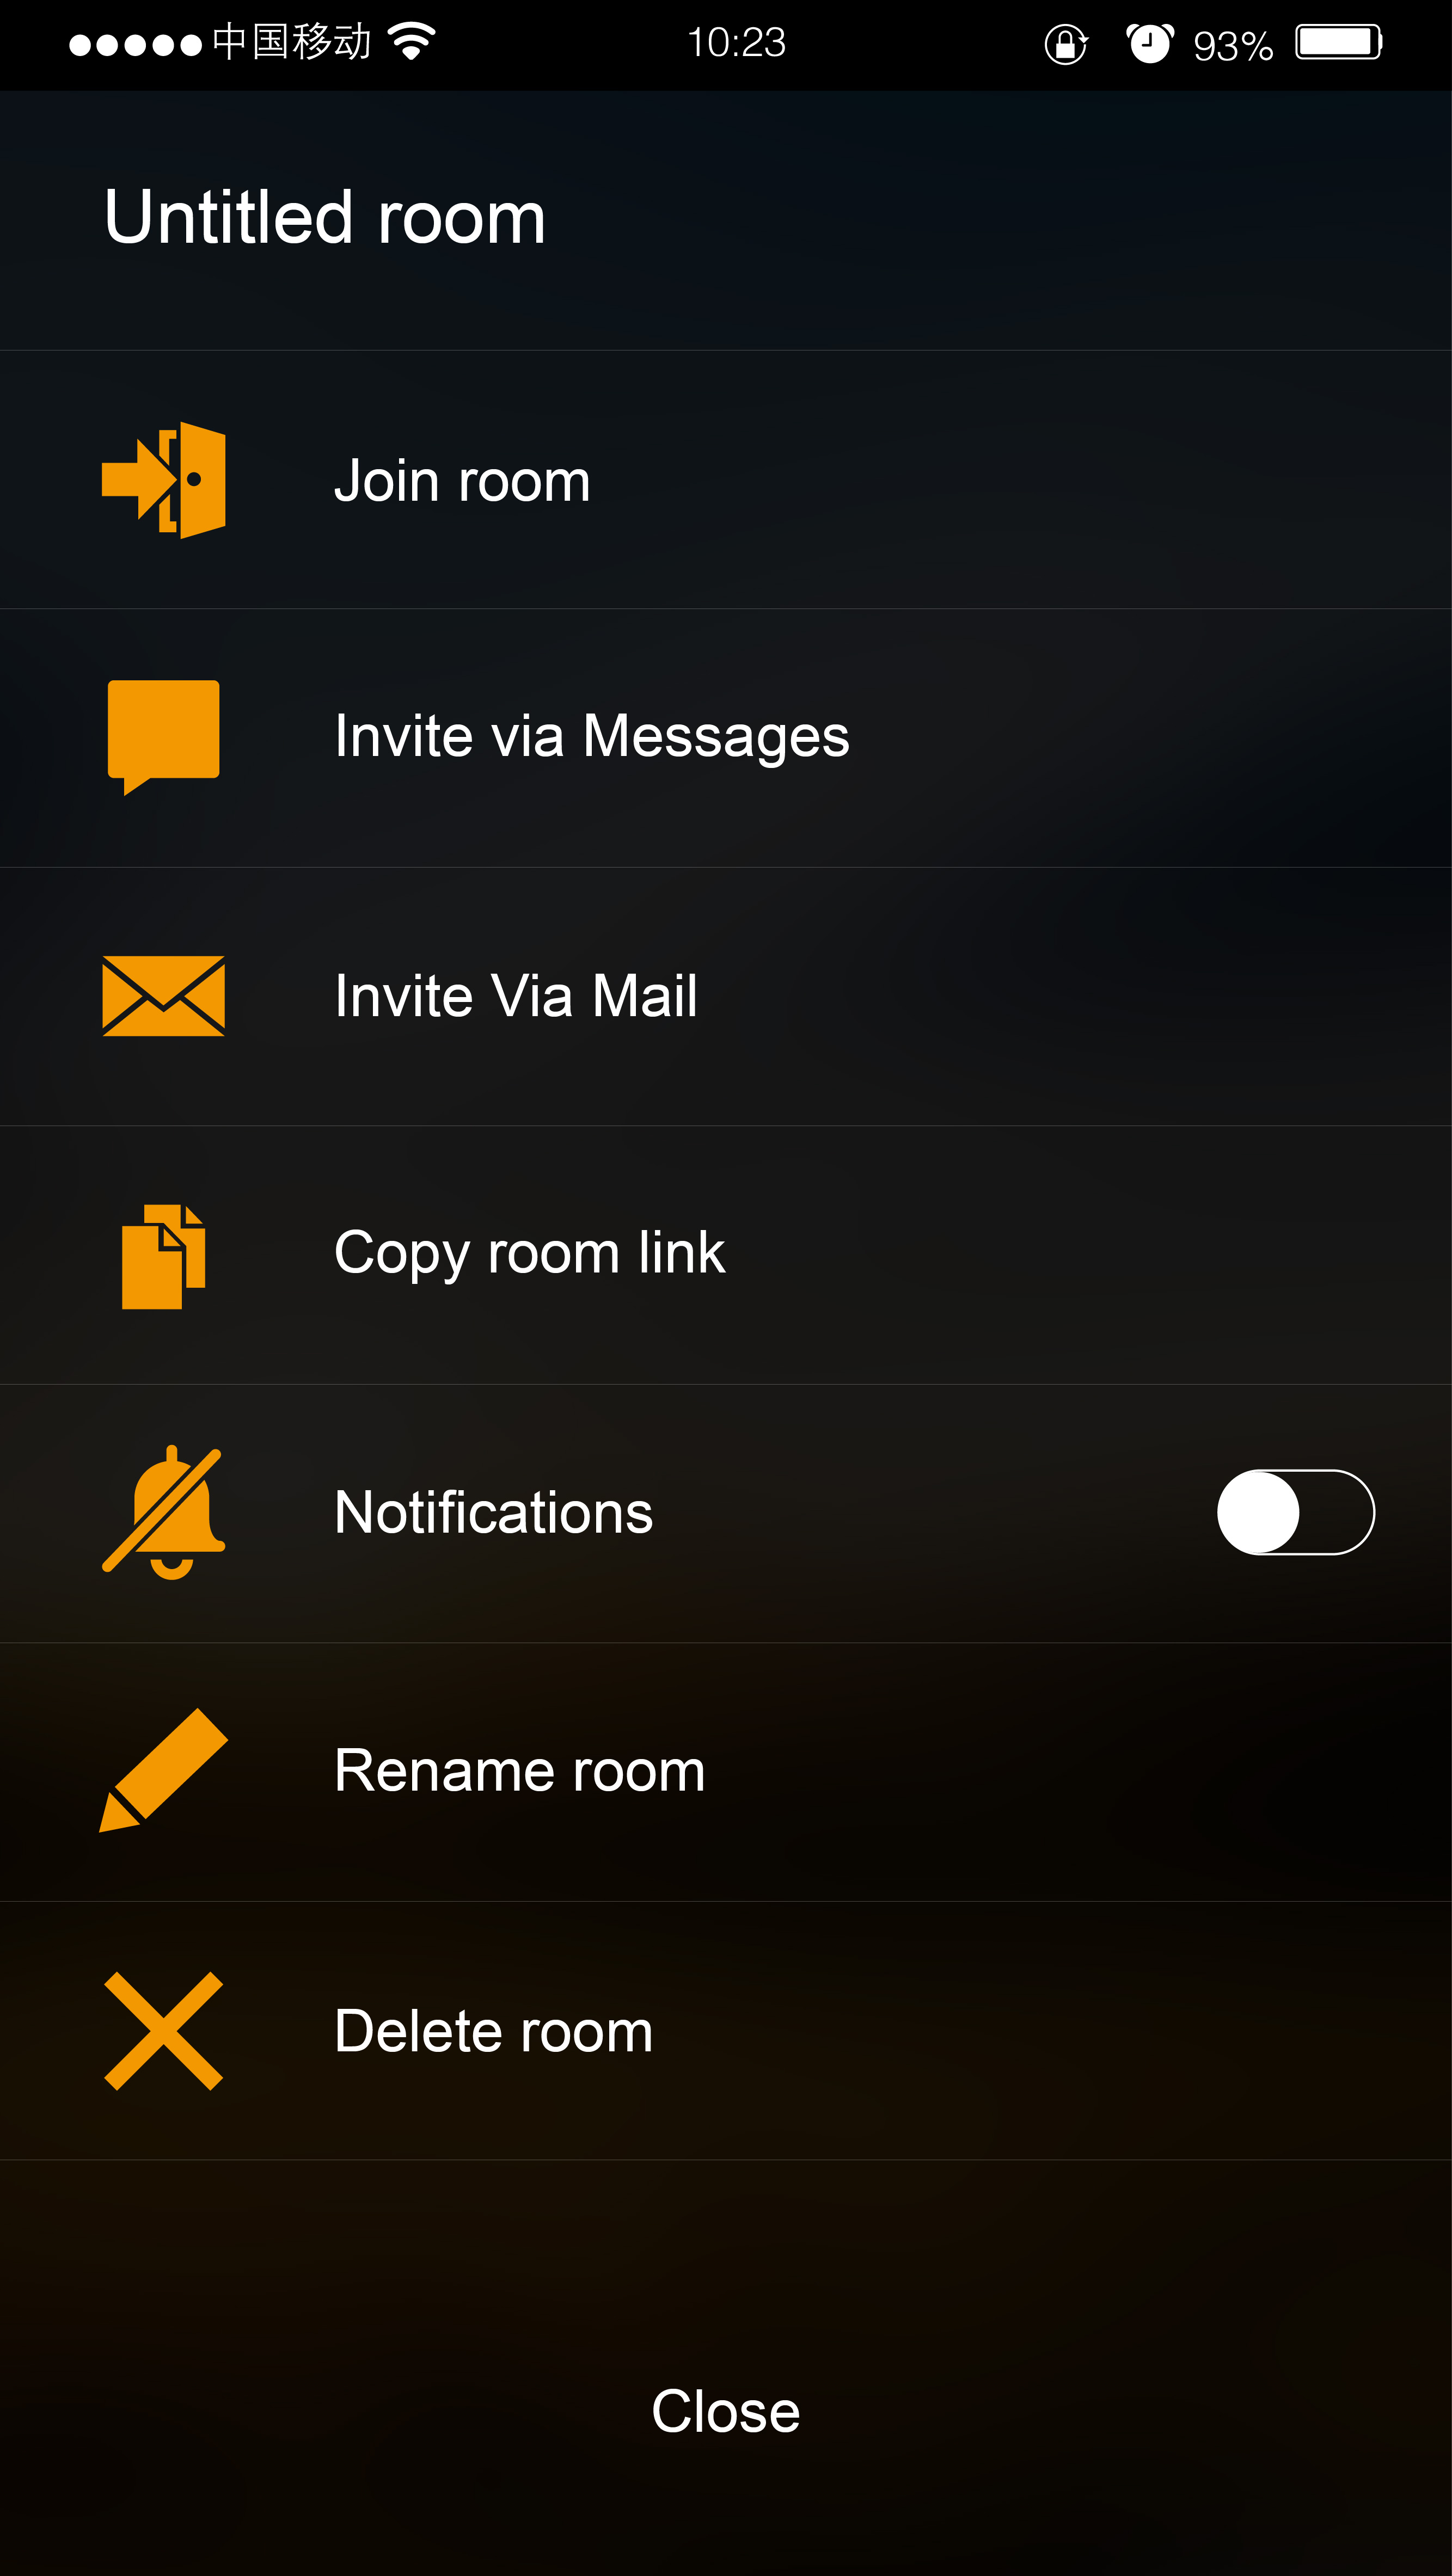 中国移动 10:23 93%
Untitled room
Join room
Invite via Messages
Invite Via Mail
Copy room link
Notifications
Rename room
Delete room
Close